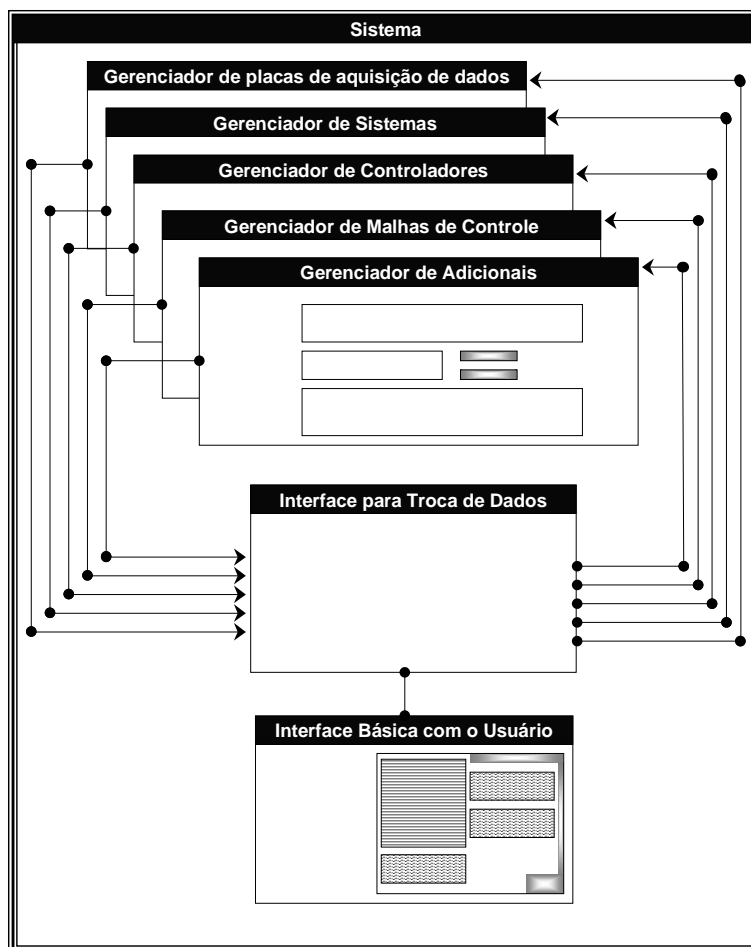 Sistema
Gerenciador de placas de aquisição de dados
Gerenciador de Sistemas
Gerenciador de Controladores
Gerenciador de Malhas de Controle
Gerenciador de Adicionais
Interface para Troca de Dados
Interface Básica com o Usuário